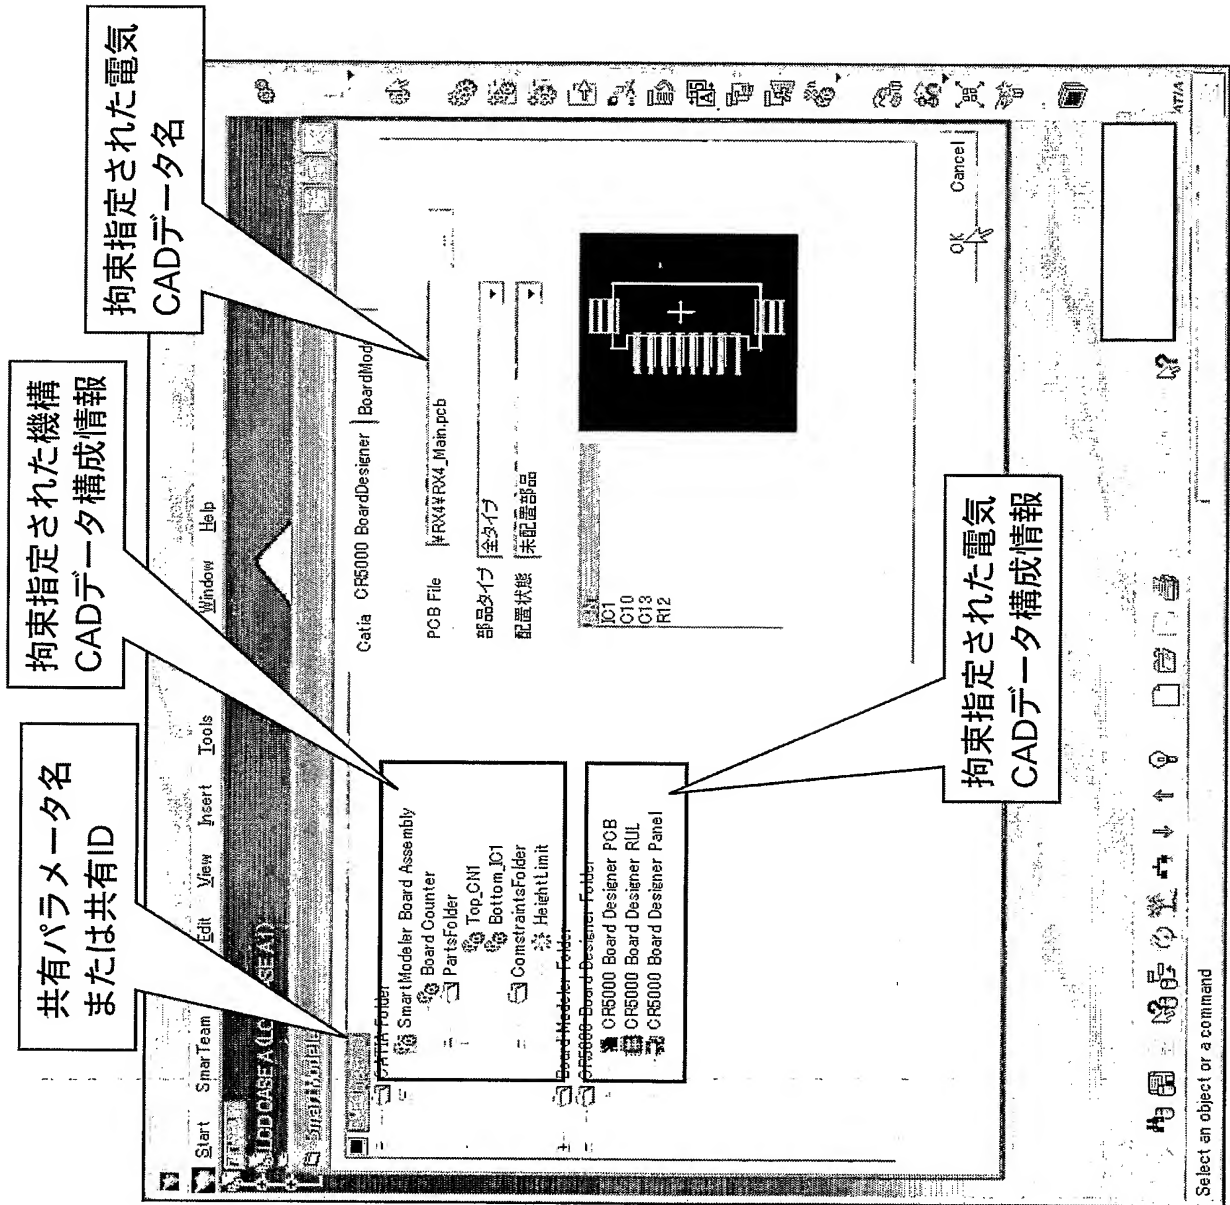 共有パラメータ名
または共有ID
拘束指定された機構
CADデータ構成情報
拘束指定された電気
CADデータ名
Start
SmarTeam
Edit
View
Insert
Tools
Window
Help
CATIA Folder
SmartModeler Board Assembly
Board Counter
PartsFolder
Top_CN1
Bottom_IC1
ComstraintsFolder
HeightLimit
Board Modeler Folder
CR5000 Board Designer Folder
CR5000 Board Designer PCB
CR5000 Board Designer RUL
CR5000 Board Designer Panel
Catia
CR5000 BoardDesigner
BoardMod
PCB File
¥RX4¥RX4_Main.pcb
部品タイプ
全タイプ
配置状態
未配置部品
IC1
C10
C13
R12
OK
Cancel
拘束指定された電気
CADデータ構成情報
Select an object or a command